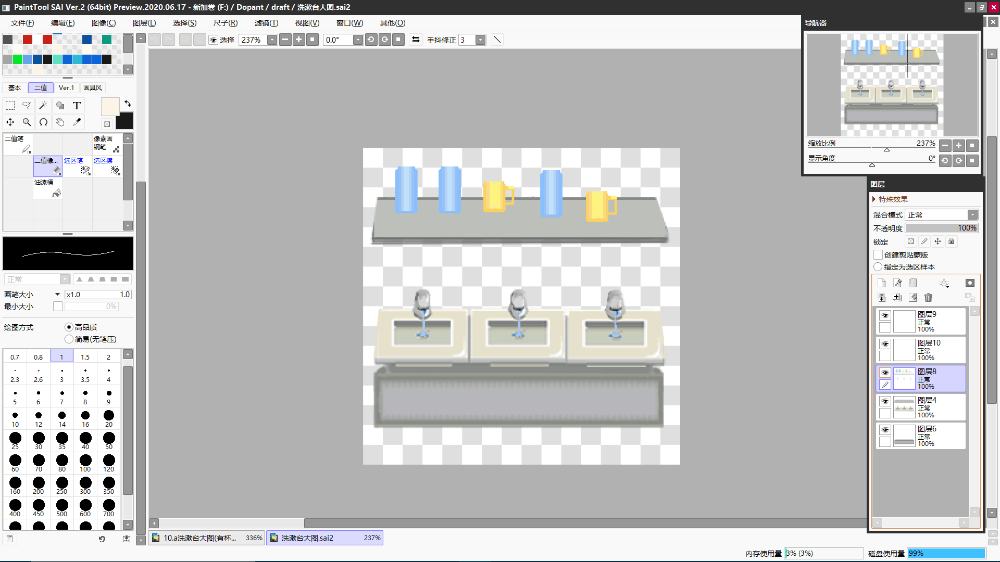 PaintTool SAI Ver.2 (64bit) Preview.2020.06.17 - 新加卷 (F:) / Dopant / draft / 洗漱台大图.sai2
文件(F) 编辑(E) 图像(C) 图层(L) 选择(S) 尺子(R) 滤镜(T) 视图(V) 窗口(W) 其他(O)
选择 237% 0.0° 手抖修正 3
基本 二值 Ver.1 画具风
T
二值笔 像素画钢笔
二值橡... 选区笔 选区擦
油漆桶
正常
画笔大小 x1.0 1.0
最小大小 0%
绘图方式 高品质
简易(无笔压)
0.7 0.8 1 1.5 2
2.3 2.6 3 3.5 4
5 6 7 8 9
10 12 14 16 20
25 30 35 40 50
60 70 80 100 120
160 200 250 300 350
400 450 500 600 700
导航器
缩放比例 237%
显示角度 0°
图层
特殊效果
混合模式 正常
不透明度 100%
锁定
创建剪贴蒙版
指定为选区样本
图层9
正常
100%
图层10
正常
100%
图层8
正常
100%
图层4
正常
100%
图层6
正常
100%
10.a洗漱台大图(有杯... 336% 洗漱台大图.sai2 237%
内存使用量 3% (3%) 磁盘使用量 99%